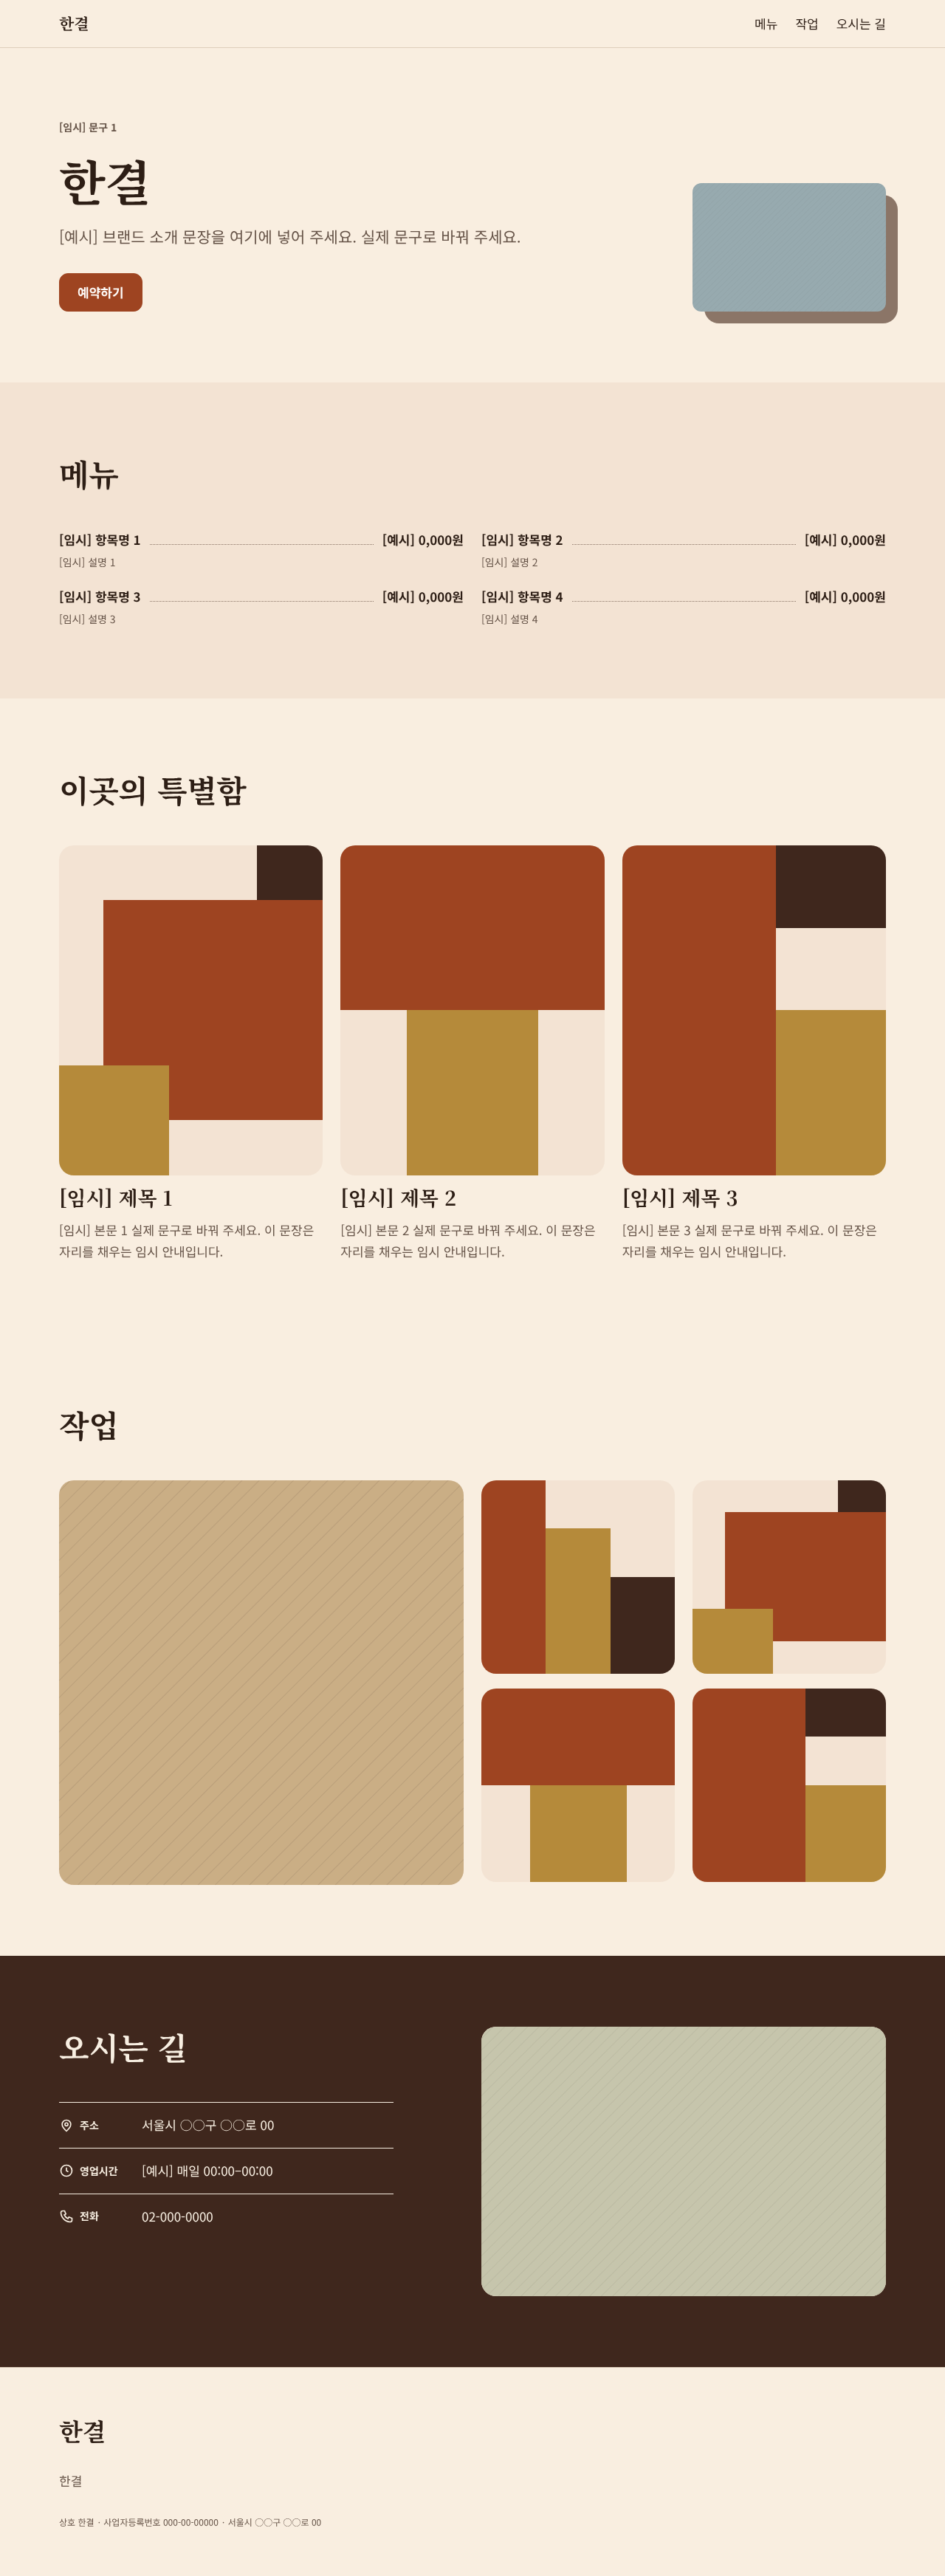 한결
메뉴 작업 오시는 길
[임시] 문구 1
한결
[예시] 브랜드 소개 문장을 여기에 넣어 주세요. 실제 문구로 바꿔 주세요.
예약하기
메뉴
[임시] 항목명 1 [예시] 0,000원
[임시] 설명 1
[임시] 항목명 2 [예시] 0,000원
[임시] 설명 2
[임시] 항목명 3 [예시] 0,000원
[임시] 설명 3
[임시] 항목명 4 [예시] 0,000원
[임시] 설명 4
이곳의 특별함
[임시] 제목 1
[임시] 본문 1 실제 문구로 바꿔 주세요. 이 문장은
자리를 채우는 임시 안내입니다.
[임시] 제목 2
[임시] 본문 2 실제 문구로 바꿔 주세요. 이 문장은
자리를 채우는 임시 안내입니다.
[임시] 제목 3
[임시] 본문 3 실제 문구로 바꿔 주세요. 이 문장은
자리를 채우는 임시 안내입니다.
작업
오시는 길
주소 서울시 〇〇구 〇〇로 00
영업시간 [예시] 매일 00:00–00:00
전화 02-000-0000
한결
한결
상호 한결 · 사업자등록번호 000-00-00000 · 서울시 〇〇구 〇〇로 00